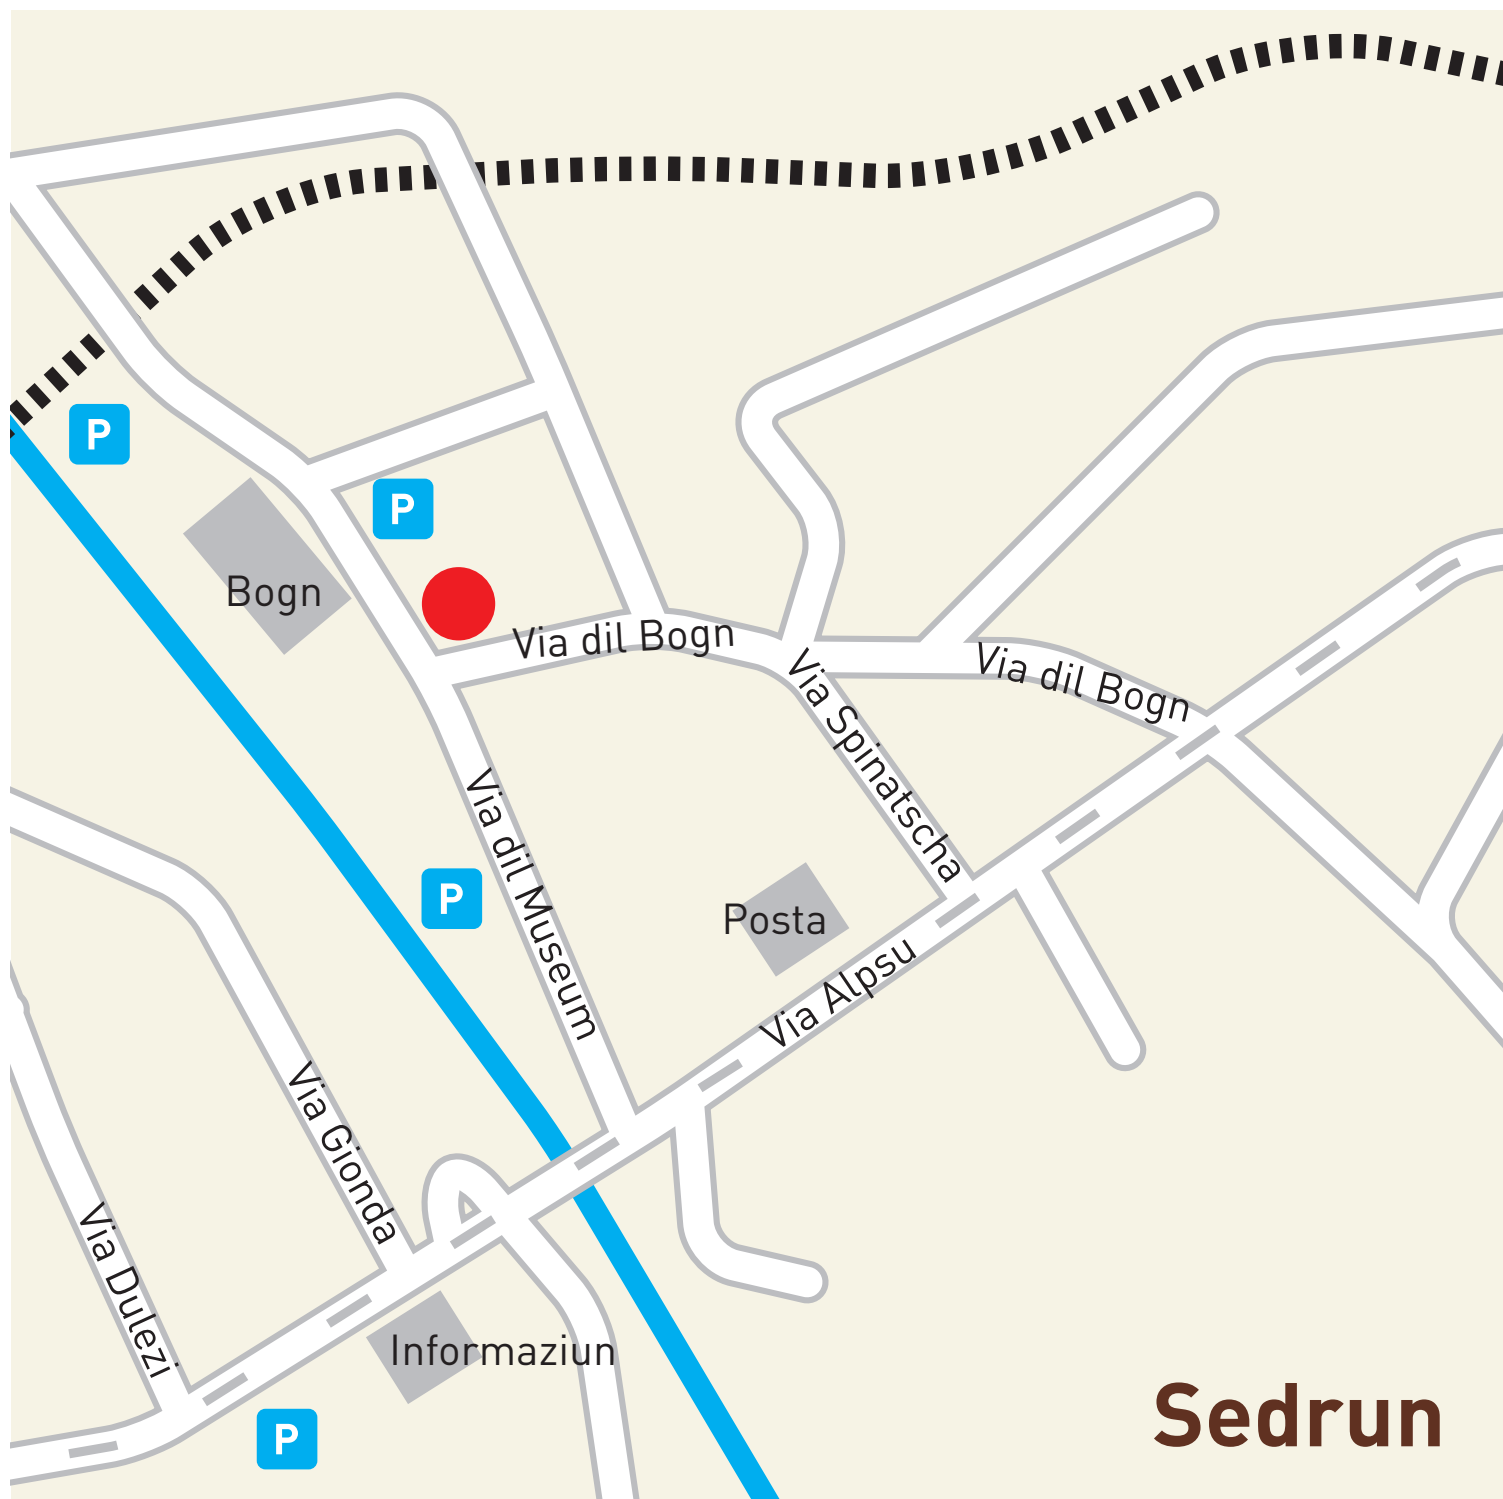 P
P
Bogn
Via dil Bogn
Via dil Bogn
Via Spinatscha
Via dil Museum
P
Posta
Via Alpsu
Via Gionda
Via Dulezi
Informaziun
P
Sedrun